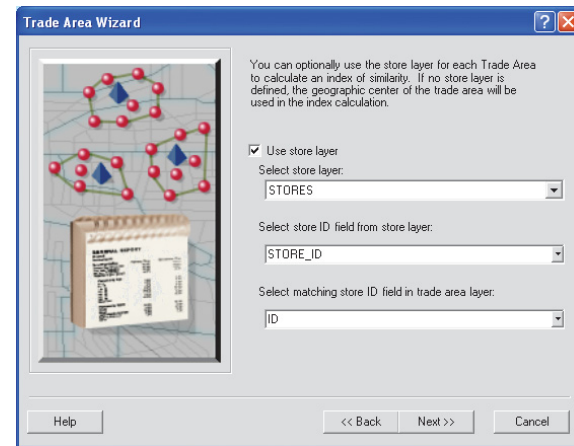 Trade Area Wizard
You can optionally use the store layer for each Trade Area
to calculate an index of similarity. If no store layer is
defined, the geographic center of the trade area will be
used in the index calculation.
Use store layer
Select store layer:
STORES
Select store ID field from store layer:
STORE_ID
Select matching store ID field in trade area layer:
ID
Help
<< Back
Next >>
Cancel